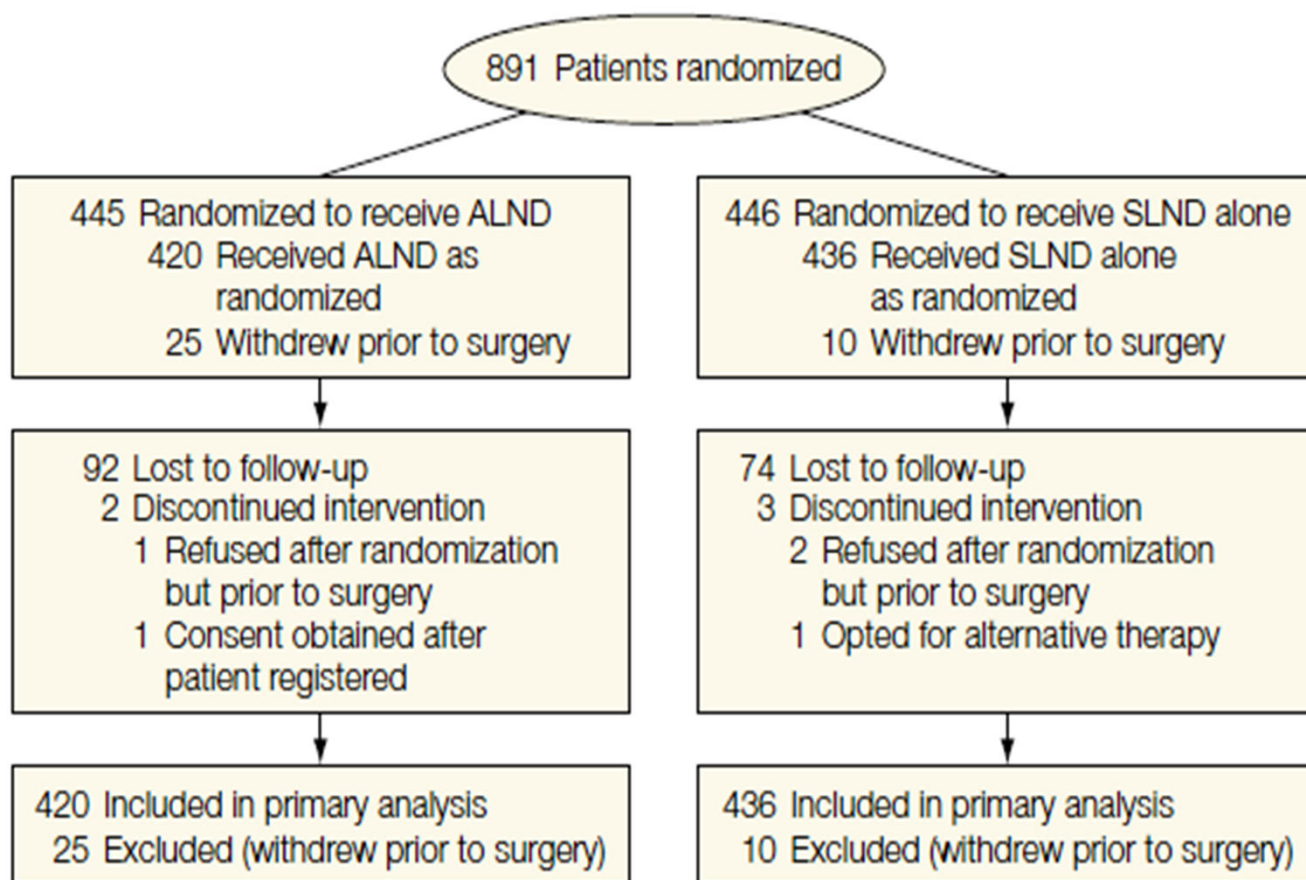 891 Patients randomized
445 Randomized to receive ALND
420 Received ALND as
randomized
25 Withdrew prior to surgery
446 Randomized to receive SLND alone
436 Received SLND alone
as randomized
10 Withdrew prior to surgery
92 Lost to follow-up
2 Discontinued intervention
1 Refused after randomization
but prior to surgery
1 Consent obtained after
patient registered
74 Lost to follow-up
3 Discontinued intervention
2 Refused after randomization
but prior to surgery
1 Opted for alternative therapy
420 Included in primary analysis
25 Excluded (withdrew prior to surgery)
436 Included in primary analysis
10 Excluded (withdrew prior to surgery)